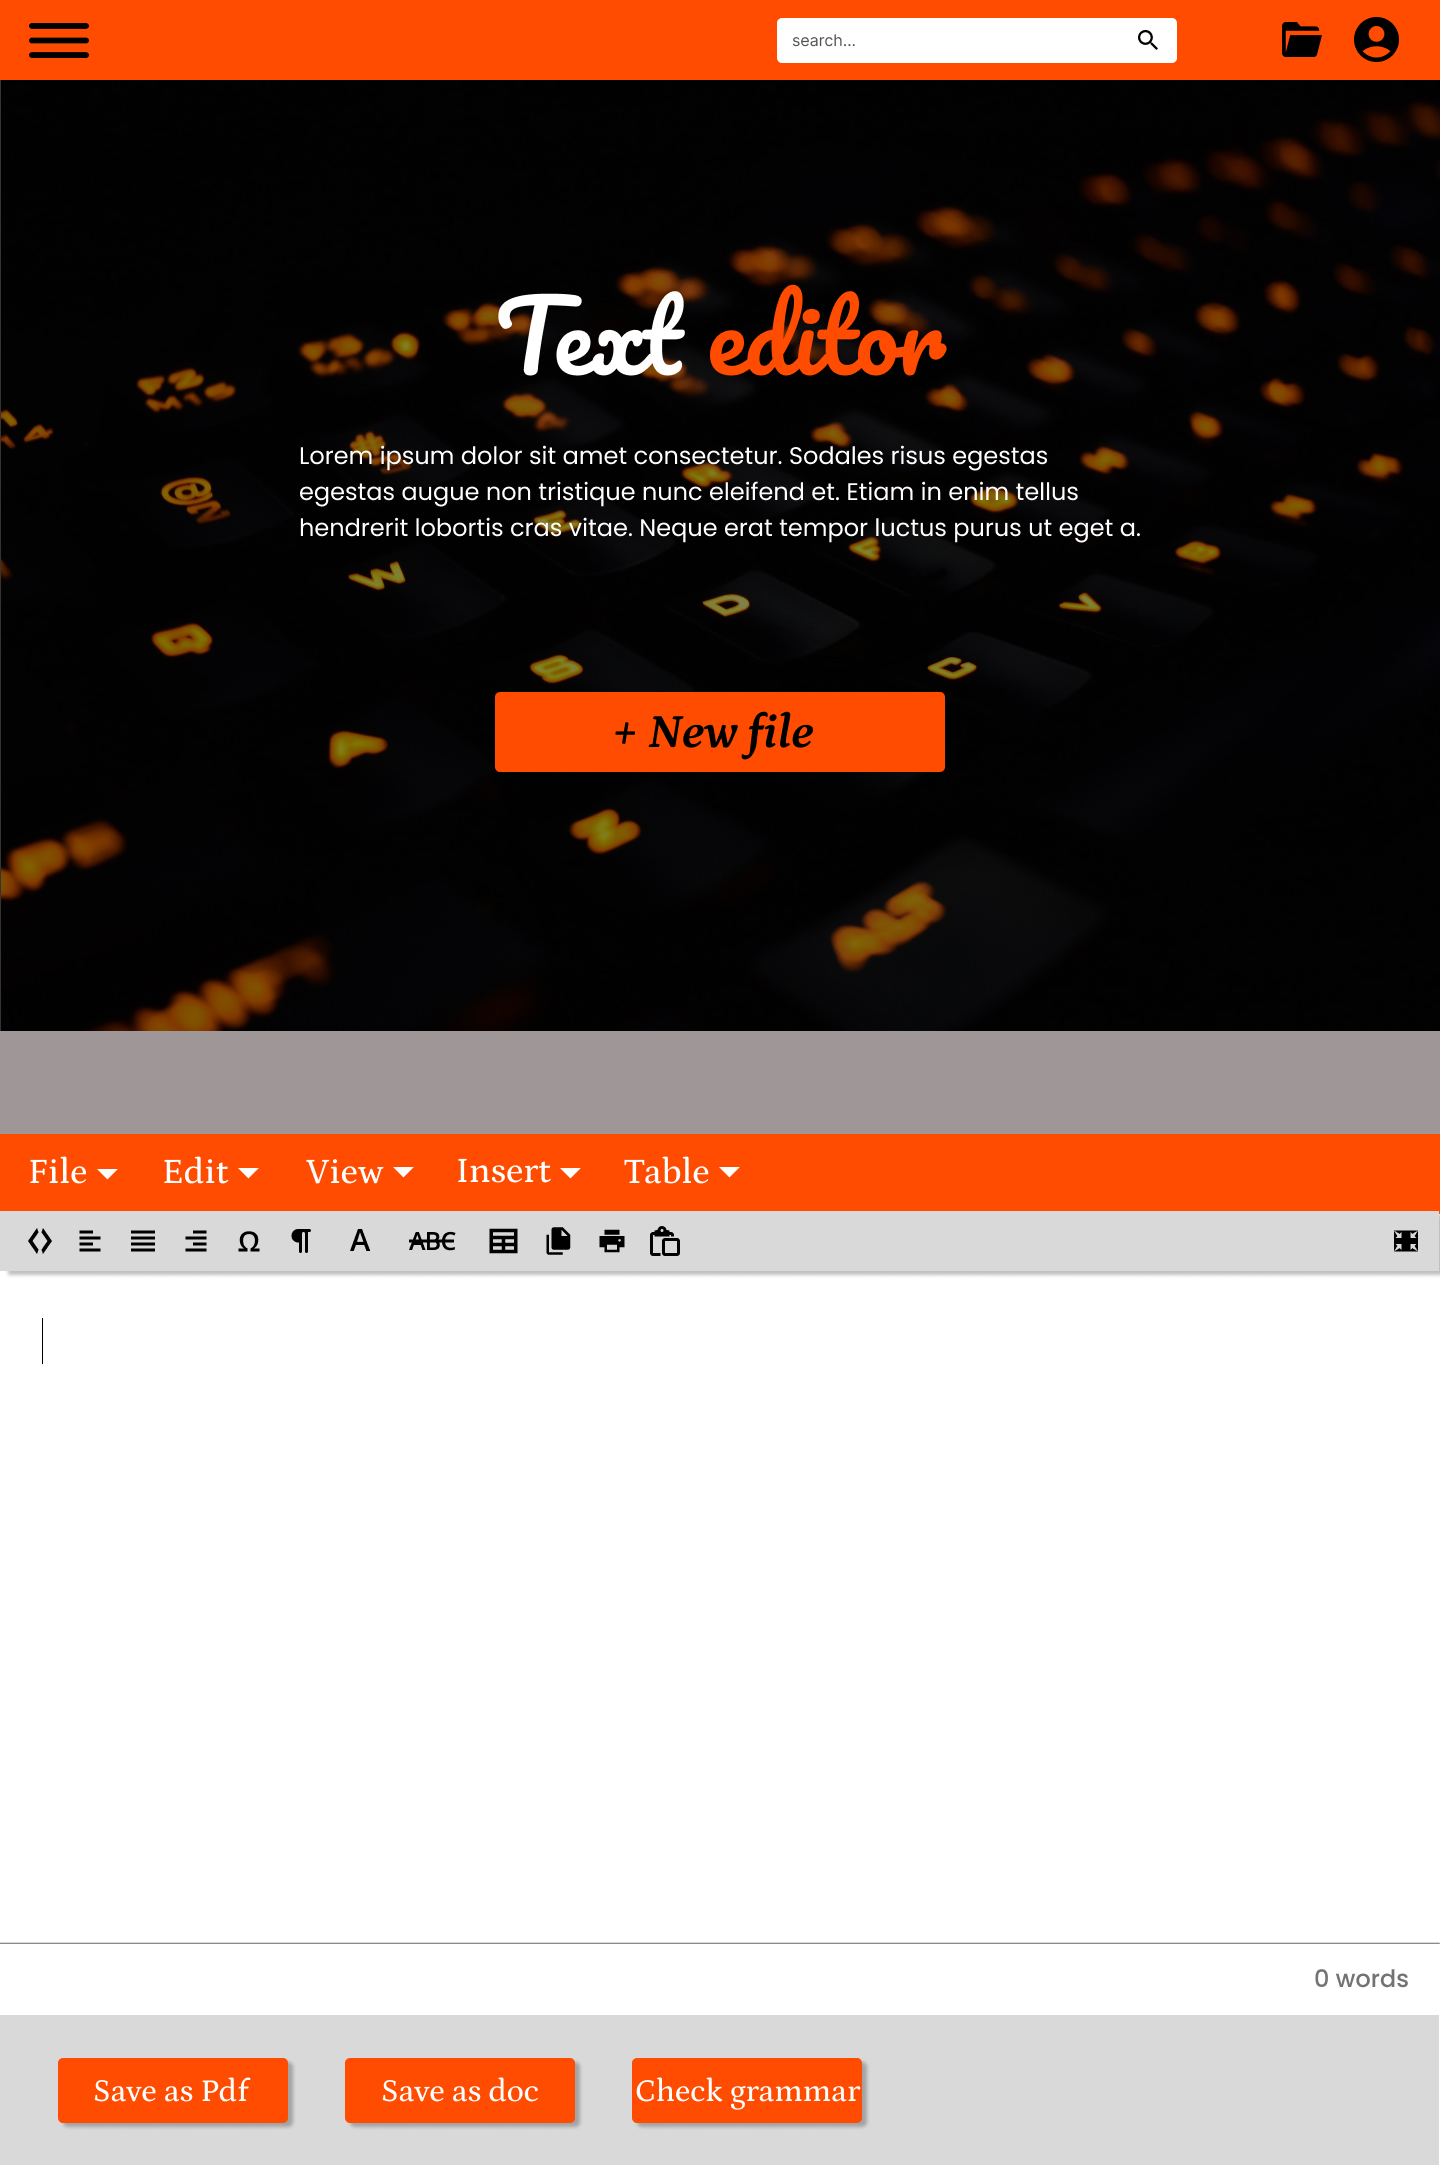 search...
Text editor
Lorem ipsum dolor sit amet consectetur. Sodales risus egestas
egestas augue non tristique nunc eleifend et. Etiam in enim tellus
hendrerit lobortis cras vitae. Neque erat tempor luctus purus ut eget a.
W
D
V
S
C
+ New file
File Edit View Insert Table
Ω ¶ A ABC
0 words
Save as Pdf Save as doc Check grammar